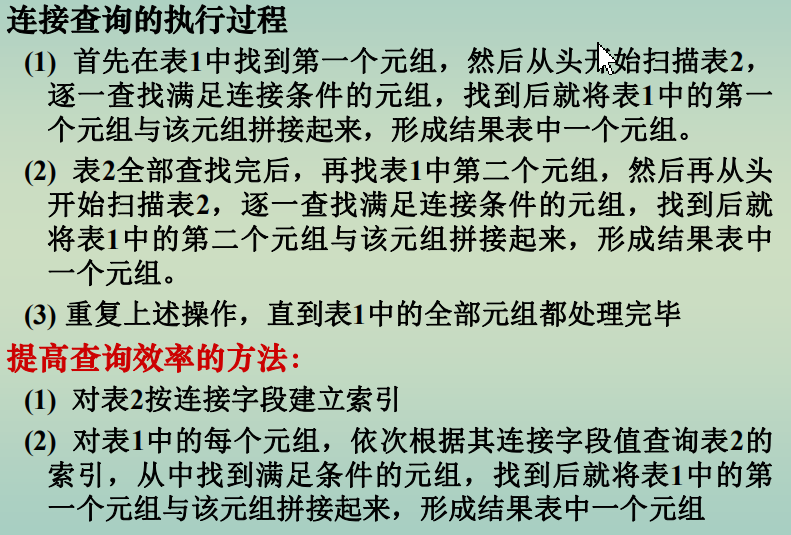 连接查询的执行过程
(1) 首先在表1中找到第一个元组，然后从头开始扫描表2，
逐一查找满足连接条件的元组，找到后就将表1中的第一
个元组与该元组拼接起来，形成结果表中一个元组。
(2) 表2全部查找完后，再找表1中第二个元组，然后再从头
开始扫描表2，逐一查找满足连接条件的元组，找到后就
将表1中的第二个元组与该元组拼接起来，形成结果表中
一个元组。
(3) 重复上述操作，直到表1中的全部元组都处理完毕
提高查询效率的方法:
(1) 对表2按连接字段建立索引
(2) 对表1中的每个元组，依次根据其连接字段值查询表2的
索引，从中找到满足条件的元组，找到后就将表1中的第
一个元组与该元组拼接起来，形成结果表中一个元组